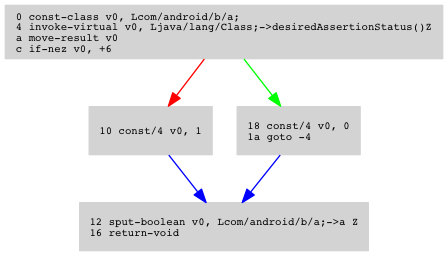 0 const-class v0, Lcom/android/b/a;
4 invoke-virtual v0, Ljava/lang/Class;->desiredAssertionStatus()Z
a move-result v0
c if-nez v0, +6
10 const/4 v0, 1
18 const/4 v0, 0
1a goto -4
12 sput-boolean v0, Lcom/android/b/a;->a Z
16 return-void